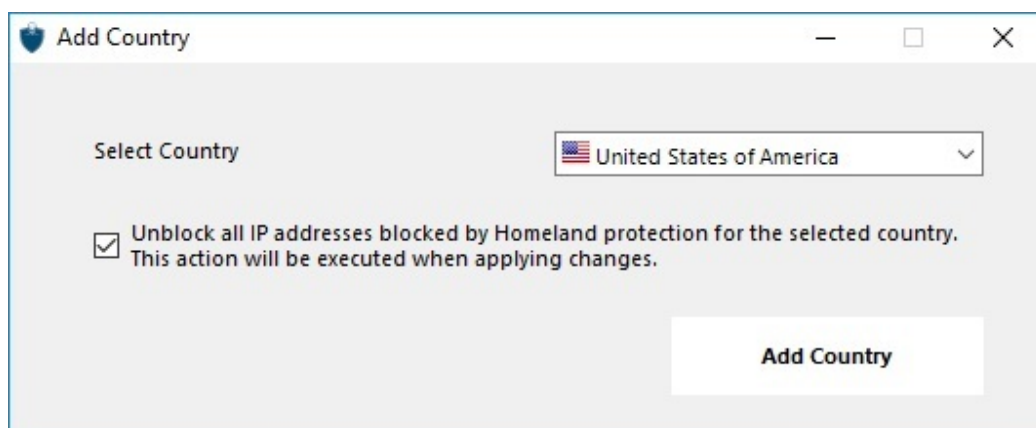 Add Country
Select Country
United States of America
Unblock all IP addresses blocked by Homeland protection for the selected country.
This action will be executed when applying changes.
Add Country